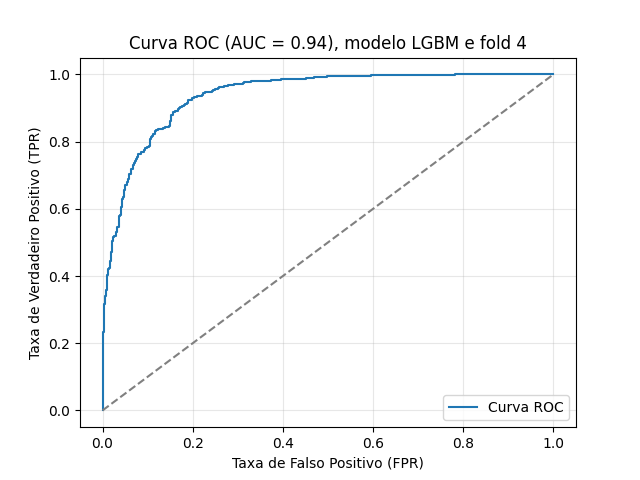 Curva ROC (AUC = 0.94), modelo LGBM e fold 4
1.0
0.8
0.6
0.4
0.2
0.0
Taxa de Verdadeiro Positivo (TPR)
Curva ROC
0.0 0.2 0.4 0.6 0.8 1.0
Taxa de Falso Positivo (FPR)